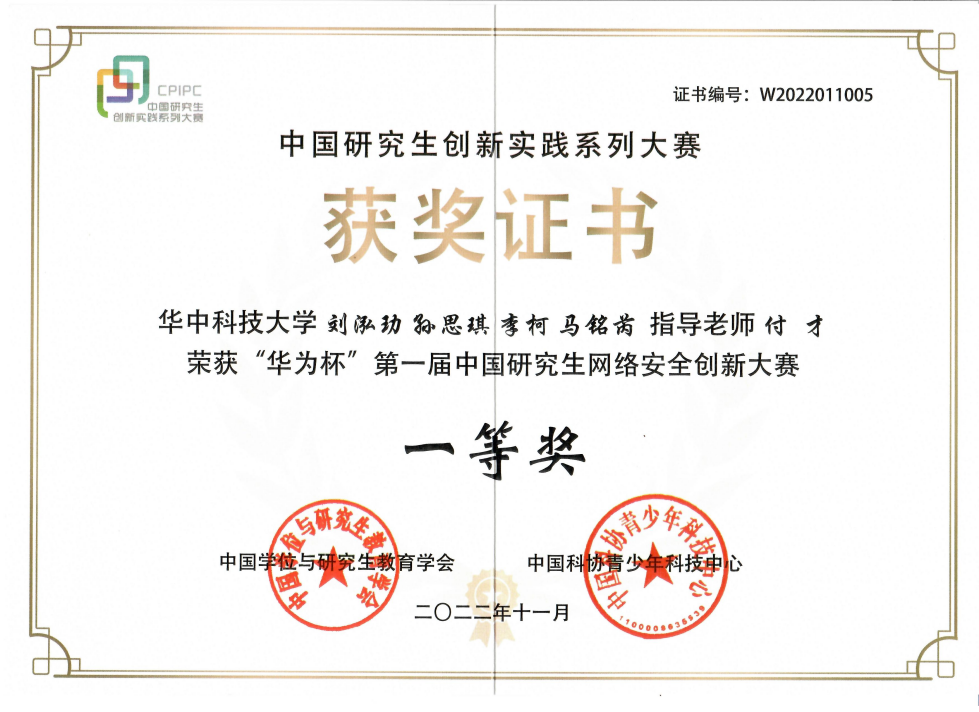 CPIPC
中国研究生
创新实践系列大赛
证书编号：W2022011005
中国研究生创新实践系列大赛
获奖证书
华中科技大学 刘泓玏 孙思琪 李柯 马铭芮 指导老师 付 才
荣获“华为杯”第一届中国研究生网络安全创新大赛
一等奖
中国学位与研究生教育学会
中国科协青少年科技中心
二〇二二年十一月
中国学位与研究生教育学会
中国科协青少年科技中心